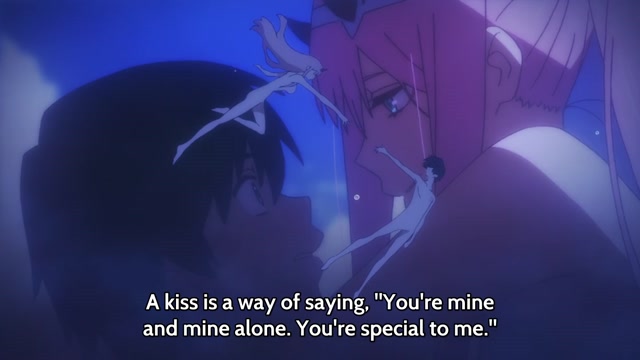 A kiss is a way of saying, "You're mine
and mine alone. You're special to me."